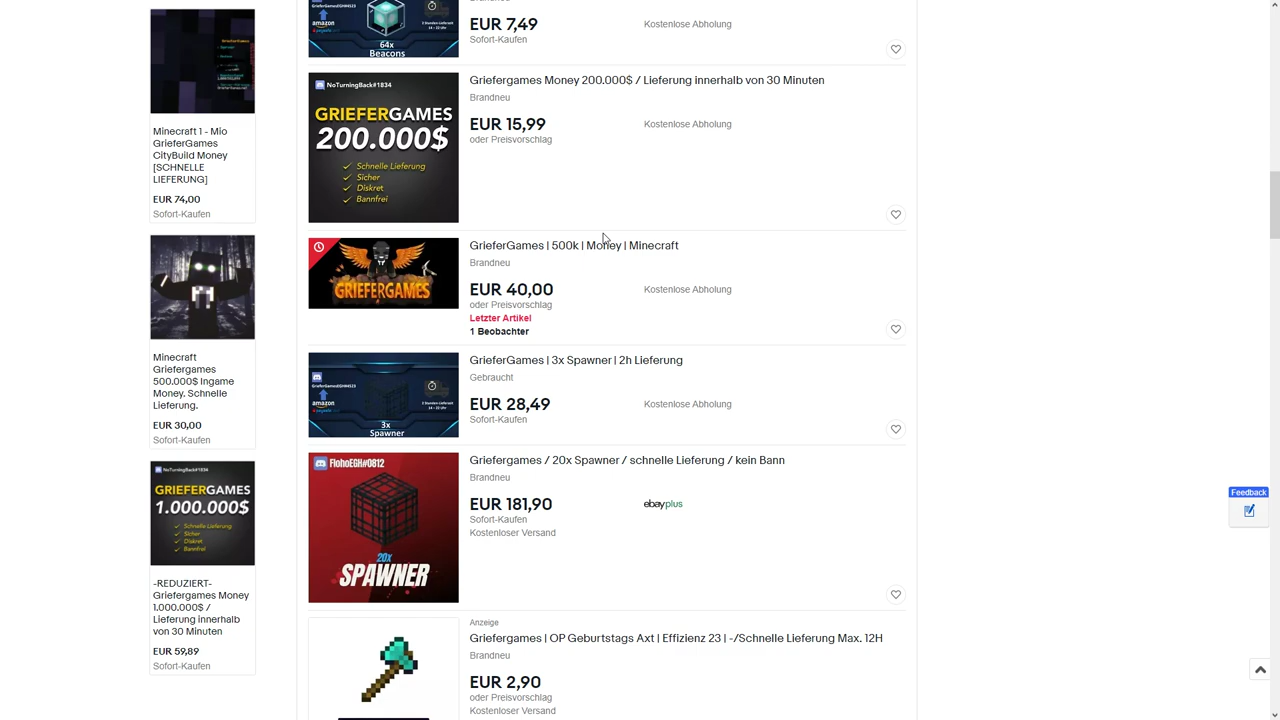 Minecraft 1 - Mio
GrieferGames
CityBuild Money
[SCHNELLE
LIEFERUNG]
EUR 74,00
Sofort-Kaufen
Minecraft
Griefergames
500.000$ Ingame
Money, Schnelle
Lieferung.
EUR 30,00
Sofort-Kaufen
NoTurningBack#1834
GRIEFERGAMES
1.000.000$
Schnelle Lieferung
Sicher
Diskret
Bannfrei
-REDUZIERT-
Griefergames Money
1.000.000$ /
Lieferung innerhalb
von 30 Minuten
EUR 59,89
Sofort-Kaufen
amazon
64x
Beacons
EUR 7,49
Kostenlose Abholung
Sofort-Kaufen
NoTurningBack#1834
GRIEFERGAMES
200.000$
Schnelle Lieferung
Sicher
Diskret
Bannfrei
Griefergames Money 200.000$ / Lieferung innerhalb von 30 Minuten
Brandneu
EUR 15,99
Kostenlose Abholung
oder Preisvorschlag
GRIEFERGAMES
GrieferGames | 500k | Money | Minecraft
Brandneu
EUR 40,00
Kostenlose Abholung
oder Preisvorschlag
Letzter Artikel
1 Beobachter
amazon
3x
Spawner
GrieferGames | 3x Spawner | 2h Lieferung
Gebraucht
EUR 28,49
Kostenlose Abholung
Sofort-Kaufen
FlohoEGH#0812
20x
SPAWNER
Griefergames / 20x Spawner / schnelle Lieferung / kein Bann
Brandneu
EUR 181,90
ebayplus
Sofort-Kaufen
Kostenloser Versand
Anzeige
Griefergames | OP Geburtstags Axt | Effizienz 23 | -/Schnelle Lieferung Max. 12H
Brandneu
EUR 2,90
oder Preisvorschlag
Kostenloser Versand
Feedback